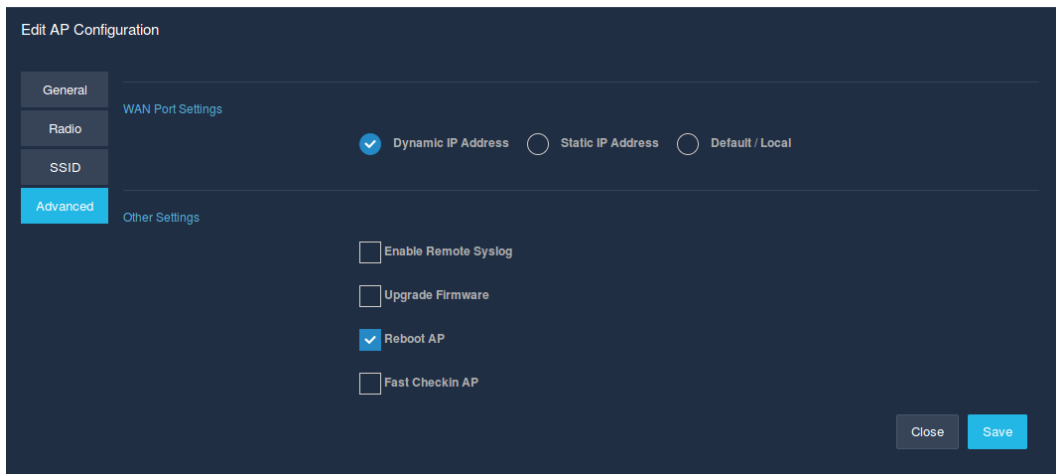 Edit AP Configuration
General
Radio
SSID
Advanced
WAN Port Settings
Dynamic IP Address Static IP Address Default / Local
Other Settings
Enable Remote Syslog
Upgrade Firmware
Reboot AP
Fast Checkin AP
Close Save